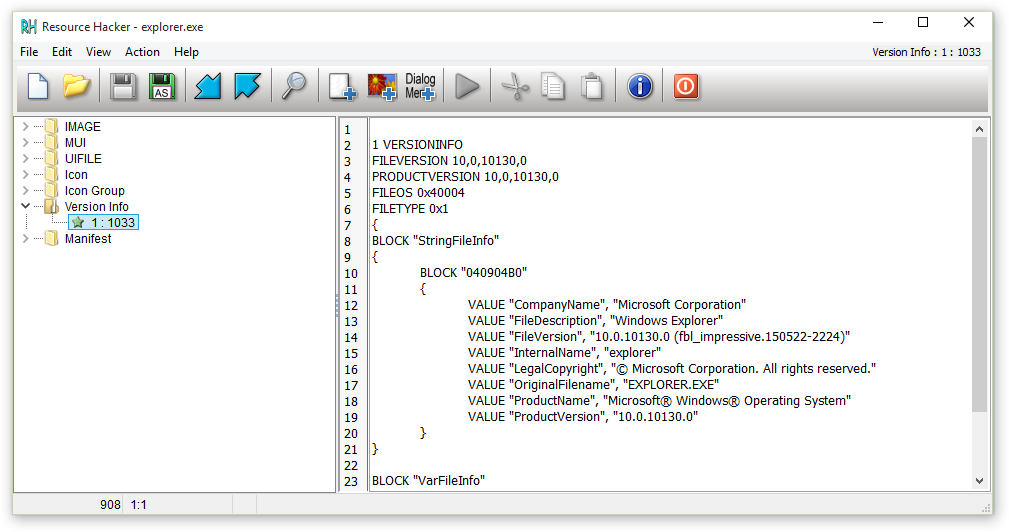 Resource Hacker - explorer.exe
File Edit View Action Help Version Info : 1 : 1033
AS Dialog
Mer
IMAGE
MUI
UIFILE
Icon
Icon Group
Version Info
1 : 1033
Manifest
1
2 1 VERSIONINFO
3 FILEVERSION 10,0,10130,0
4 PRODUCTVERSION 10,0,10130,0
5 FILEOS 0x40004
6 FILETYPE 0x1
7 {
8 BLOCK "StringFileInfo"
9 {
10 BLOCK "040904B0"
11 {
12 VALUE "CompanyName", "Microsoft Corporation"
13 VALUE "FileDescription", "Windows Explorer"
14 VALUE "FileVersion", "10.0.10130.0 (fbl_impressive.150522-2224)"
15 VALUE "InternalName", "explorer"
16 VALUE "LegalCopyright", "© Microsoft Corporation. All rights reserved."
17 VALUE "OriginalFilename", "EXPLORER.EXE"
18 VALUE "ProductName", "Microsoft® Windows® Operating System"
19 VALUE "ProductVersion", "10.0.10130.0"
20 }
21 }
22
23 BLOCK "VarFileInfo"
908 1:1